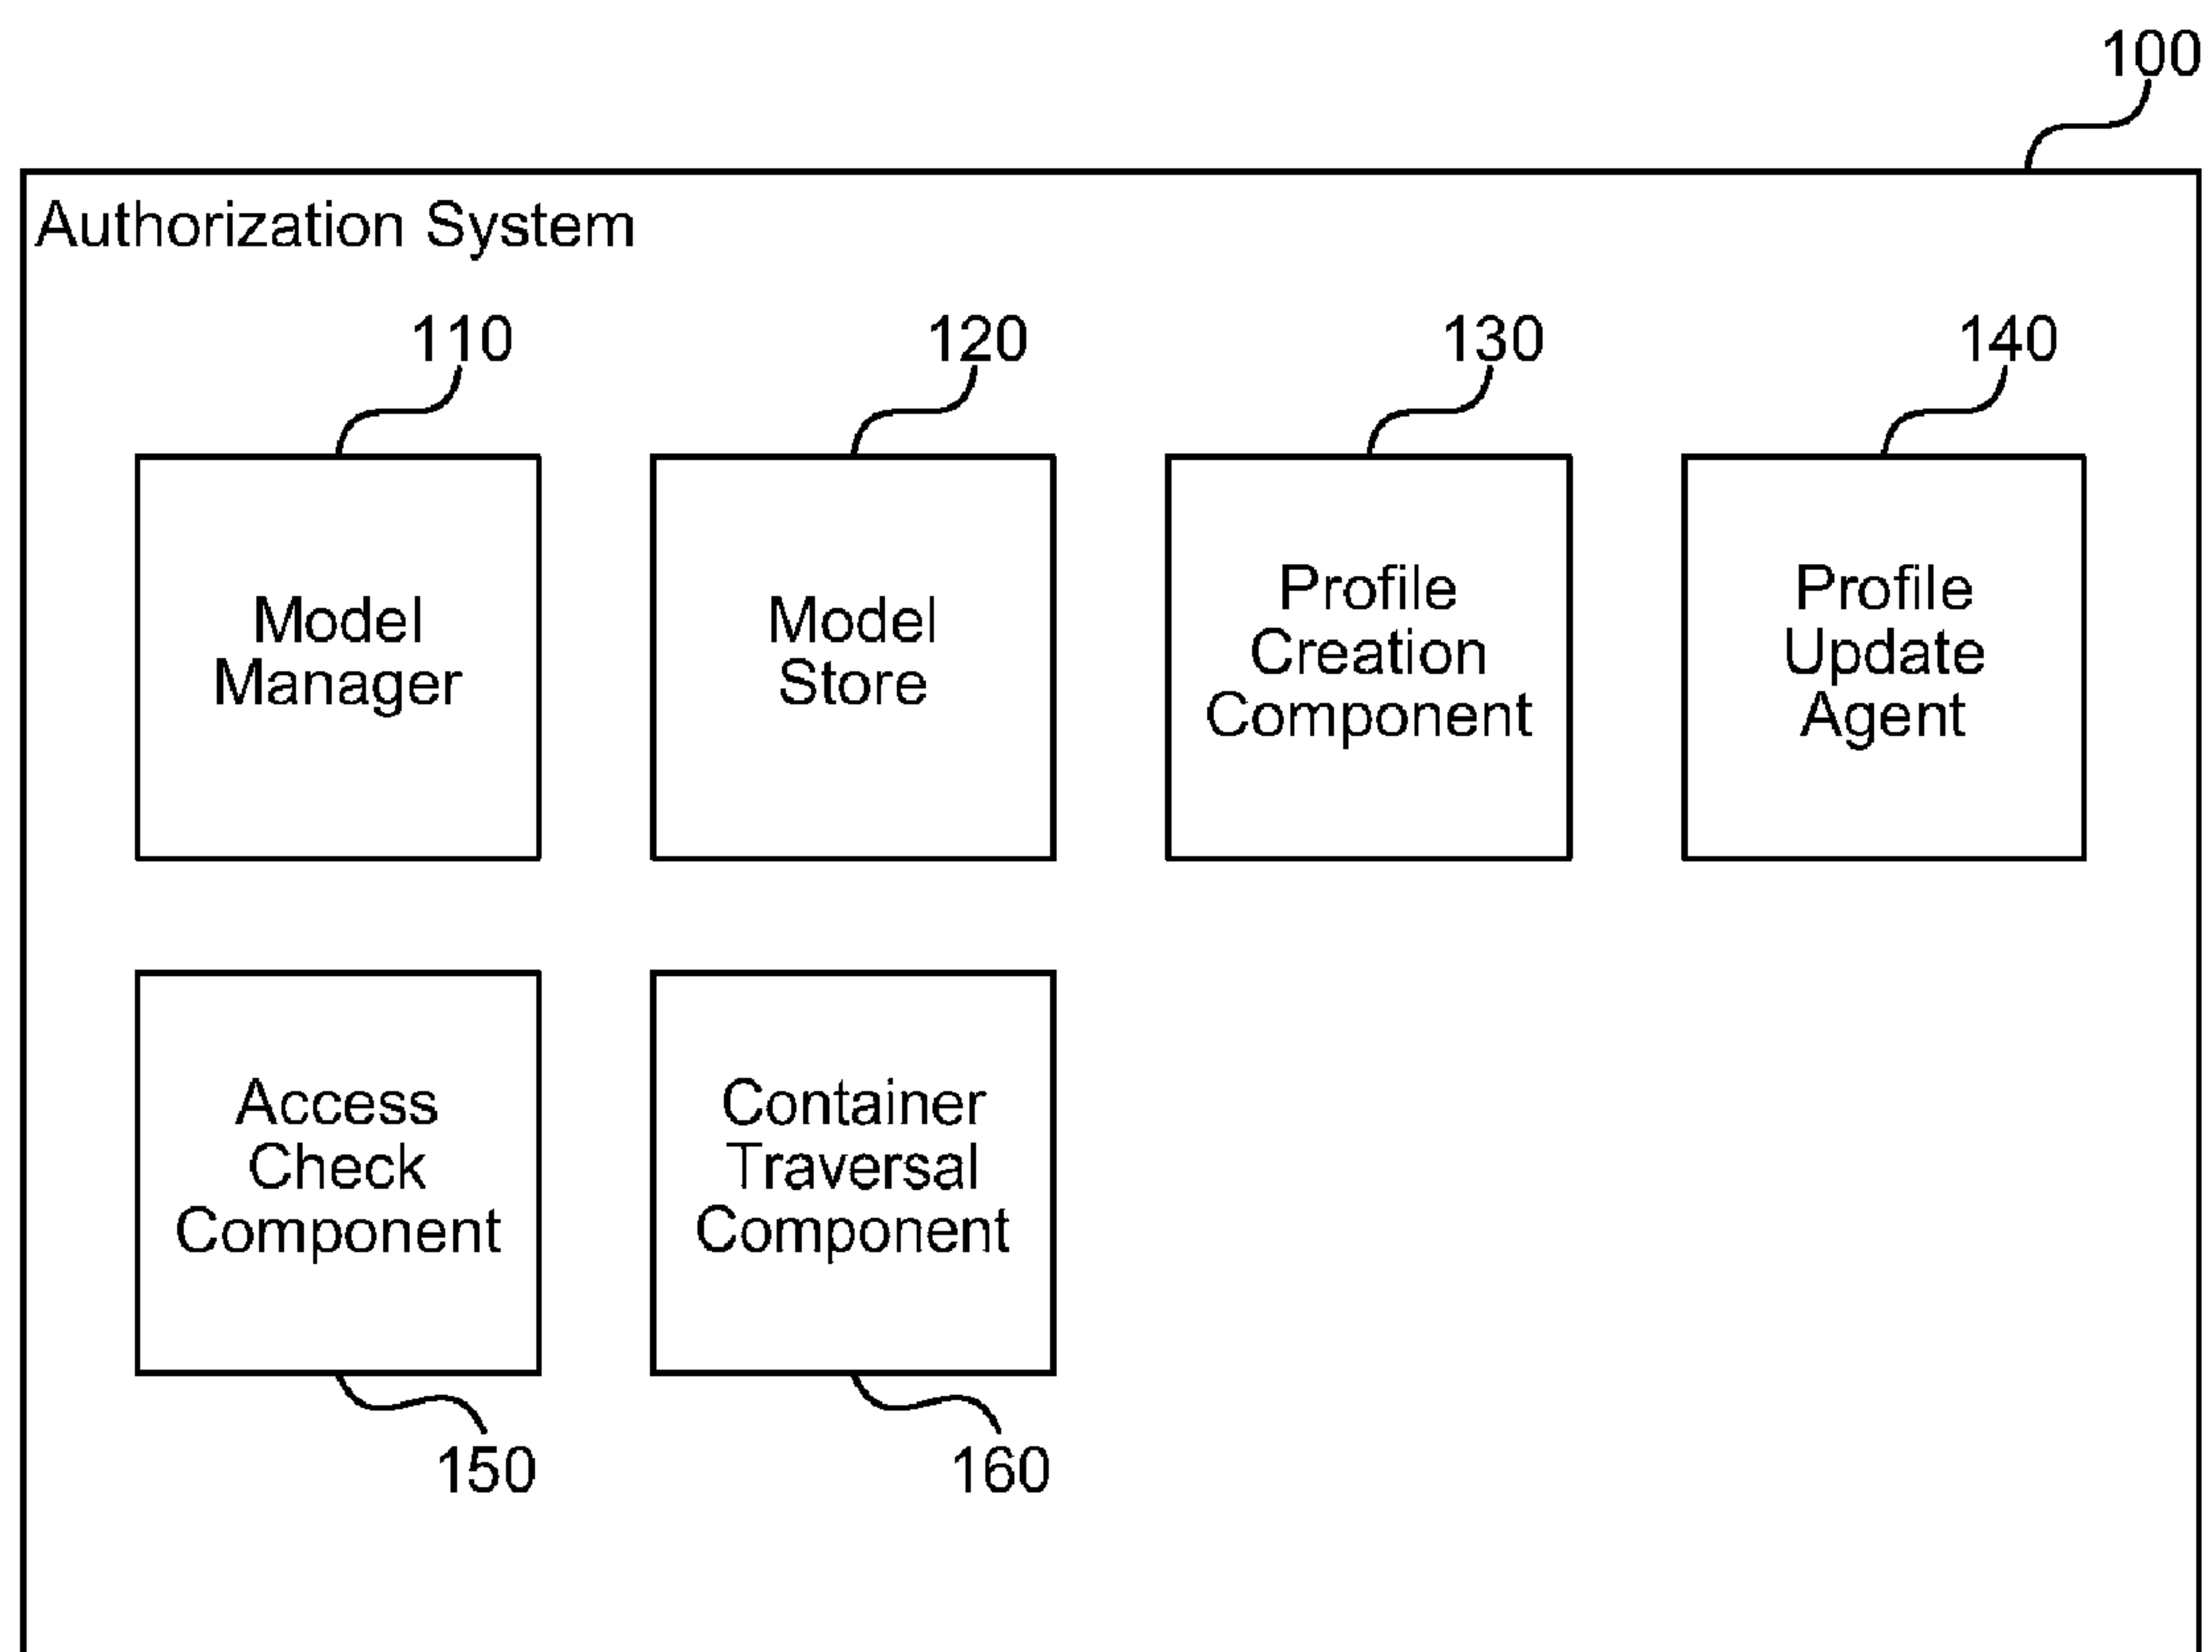 100
Authorization System
110
120
130
140
Model
Manager
Model
Store
Profile
Creation
Component
Profile
Update
Agent
Access
Check
Component
Container
Traversal
Component
150
160